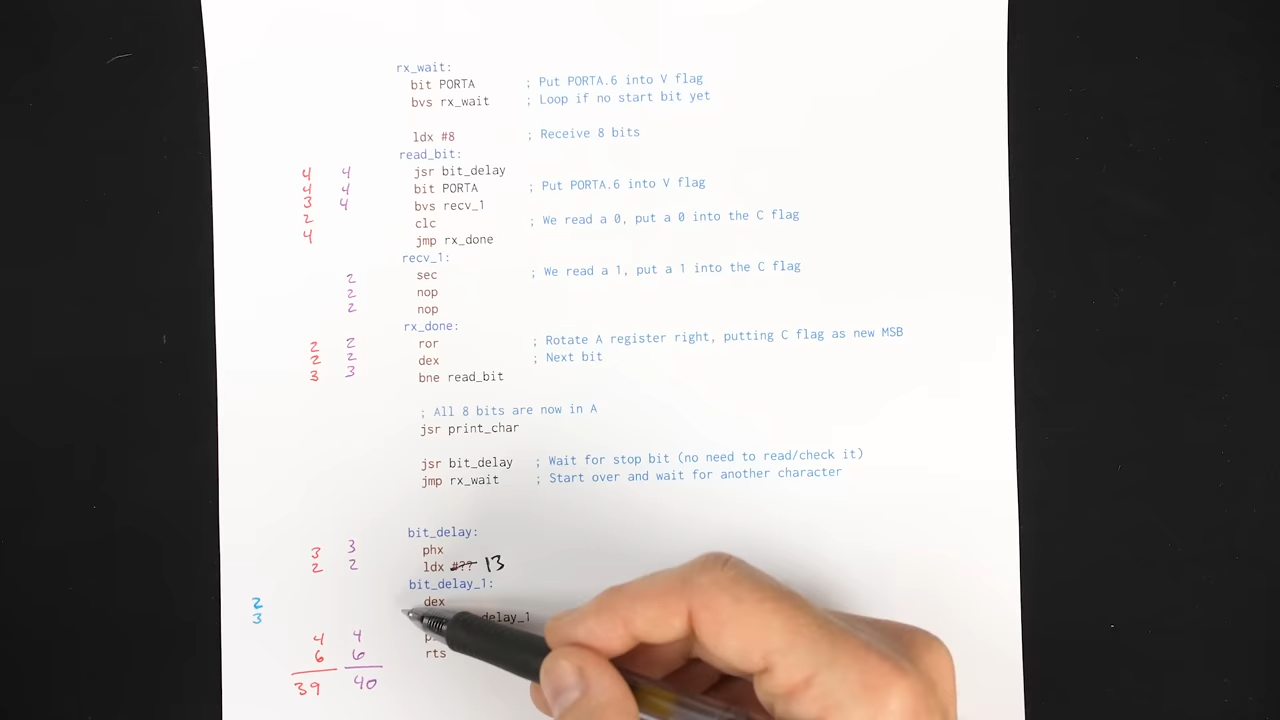 rx_wait:
bit PORTA ; Put PORTA.6 into V flag
bvs rx_wait ; Loop if no start bit yet
ldx #8 ; Receive 8 bits
read_bit:
4 4 jsr bit_delay
4 4 bit PORTA ; Put PORTA.6 into V flag
3 4 bvs recv_1
2 clc ; We read a 0, put a 0 into the C flag
4 jmp rx_done
recv_1:
2 sec ; We read a 1, put a 1 into the C flag
2 nop
2 nop
rx_done:
2 2 ror ; Rotate A register right, putting C flag as new MSB
2 2 dex ; Next bit
3 3 bne read_bit
; All 8 bits are now in A
jsr print_char
jsr bit_delay ; Wait for stop bit (no need to read/check it)
jmp rx_wait ; Start over and wait for another character
bit_delay:
3 3 phx
2 2 ldx #?? 13
bit_delay_1:
2 dex
3 delay_1
4 4 p
6 6 rts
39 40